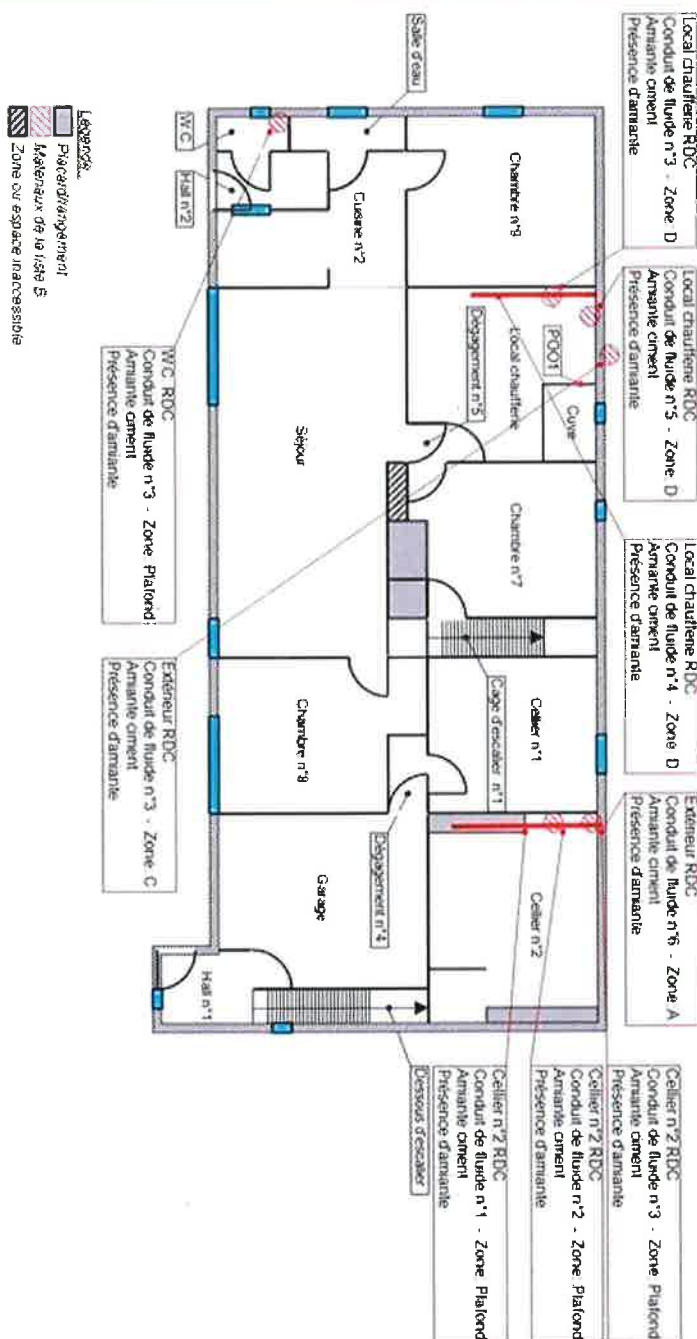 Local chaufferie RDC
Conduit de fluide n°3 - Zone D
Amiante ciment
Présence d'amiante
Local chaufferie RDC
Conduit de fluide n°5 - Zone D
Amiante ciment
Présence d'amiante
Local chaufferie RDC
Conduit de fluide n°4 - Zone D
Amiante ciment
Présence d'amiante
Extérieur RDC
Conduit de fluide n°6 - Zone A
Amiante ciment
Présence d'amiante
Cellier n°2 RDC
Conduit de fluide n°3 - Zone Plafond
Amiante ciment
Présence d'amiante
Cellier n°2 RDC
Conduit de fluide n°2 - Zone: Plafond
Amiante ciment
Présence d'amiante
Cellier n°2 RDC
Conduit de fluide n°1 - Zone: Plafond
Amiante ciment
Présence d'amiante
Salle d'eau
Chambre n°9
P001
Cuve
Local chaufferie
Dégagement n°5
Chambre n°7
Cage d'escalier n°1
Cellier n°1
Cellier n°2
Cuisine n°2
W.C
Hall n°2
Séjour
Chambre n°8
Dégagement n°4
Garage
Hall n°1
Dessous d'escalier
W.C. RDC
Conduit de fluide n°3 - Zone: Plafond
Amiante ciment
Présence d'amiante
Extérieur RDC
Conduit de fluide n°3 - Zone C
Amiante ciment
Présence d'amiante
Légende...
Placard/rangement
Matériaux de la liste B
Zone ou espace inaccessible